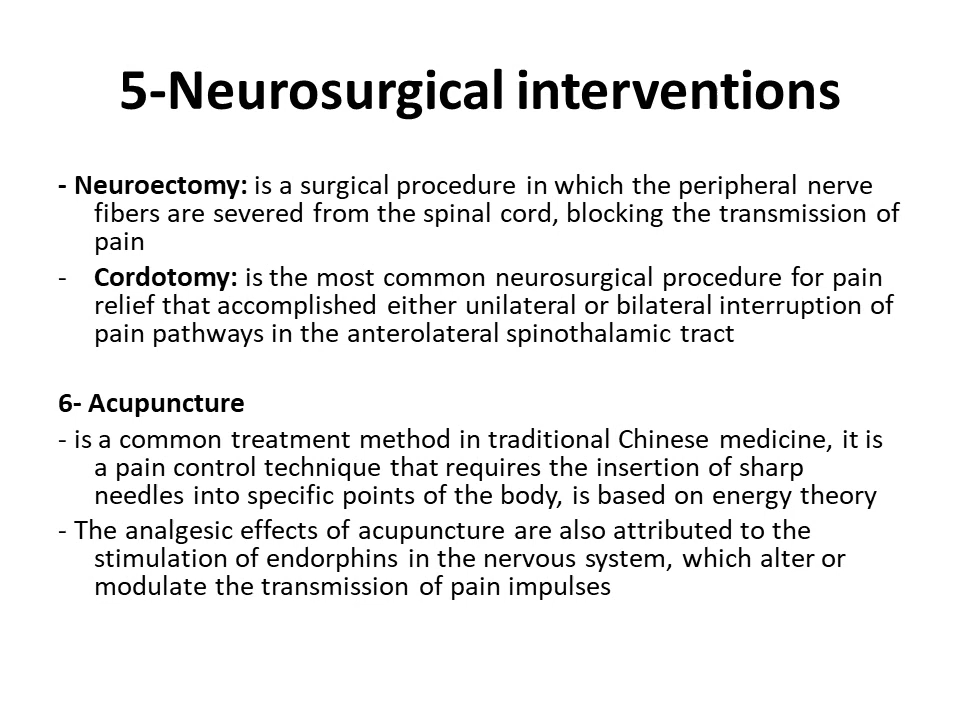 5-Neurosurgical interventions
- Neuroectomy: is a surgical procedure in which the peripheral nerve
fibers are severed from the spinal cord, blocking the transmission of
pain
- Cordotomy: is the most common neurosurgical procedure for pain
relief that accomplished either unilateral or bilateral interruption of
pain pathways in the anterolateral spinothalamic tract
6- Acupuncture
- is a common treatment method in traditional Chinese medicine, it is
a pain control technique that requires the insertion of sharp
needles into specific points of the body, is based on energy theory
- The analgesic effects of acupuncture are also attributed to the
stimulation of endorphins in the nervous system, which alter or
modulate the transmission of pain impulses